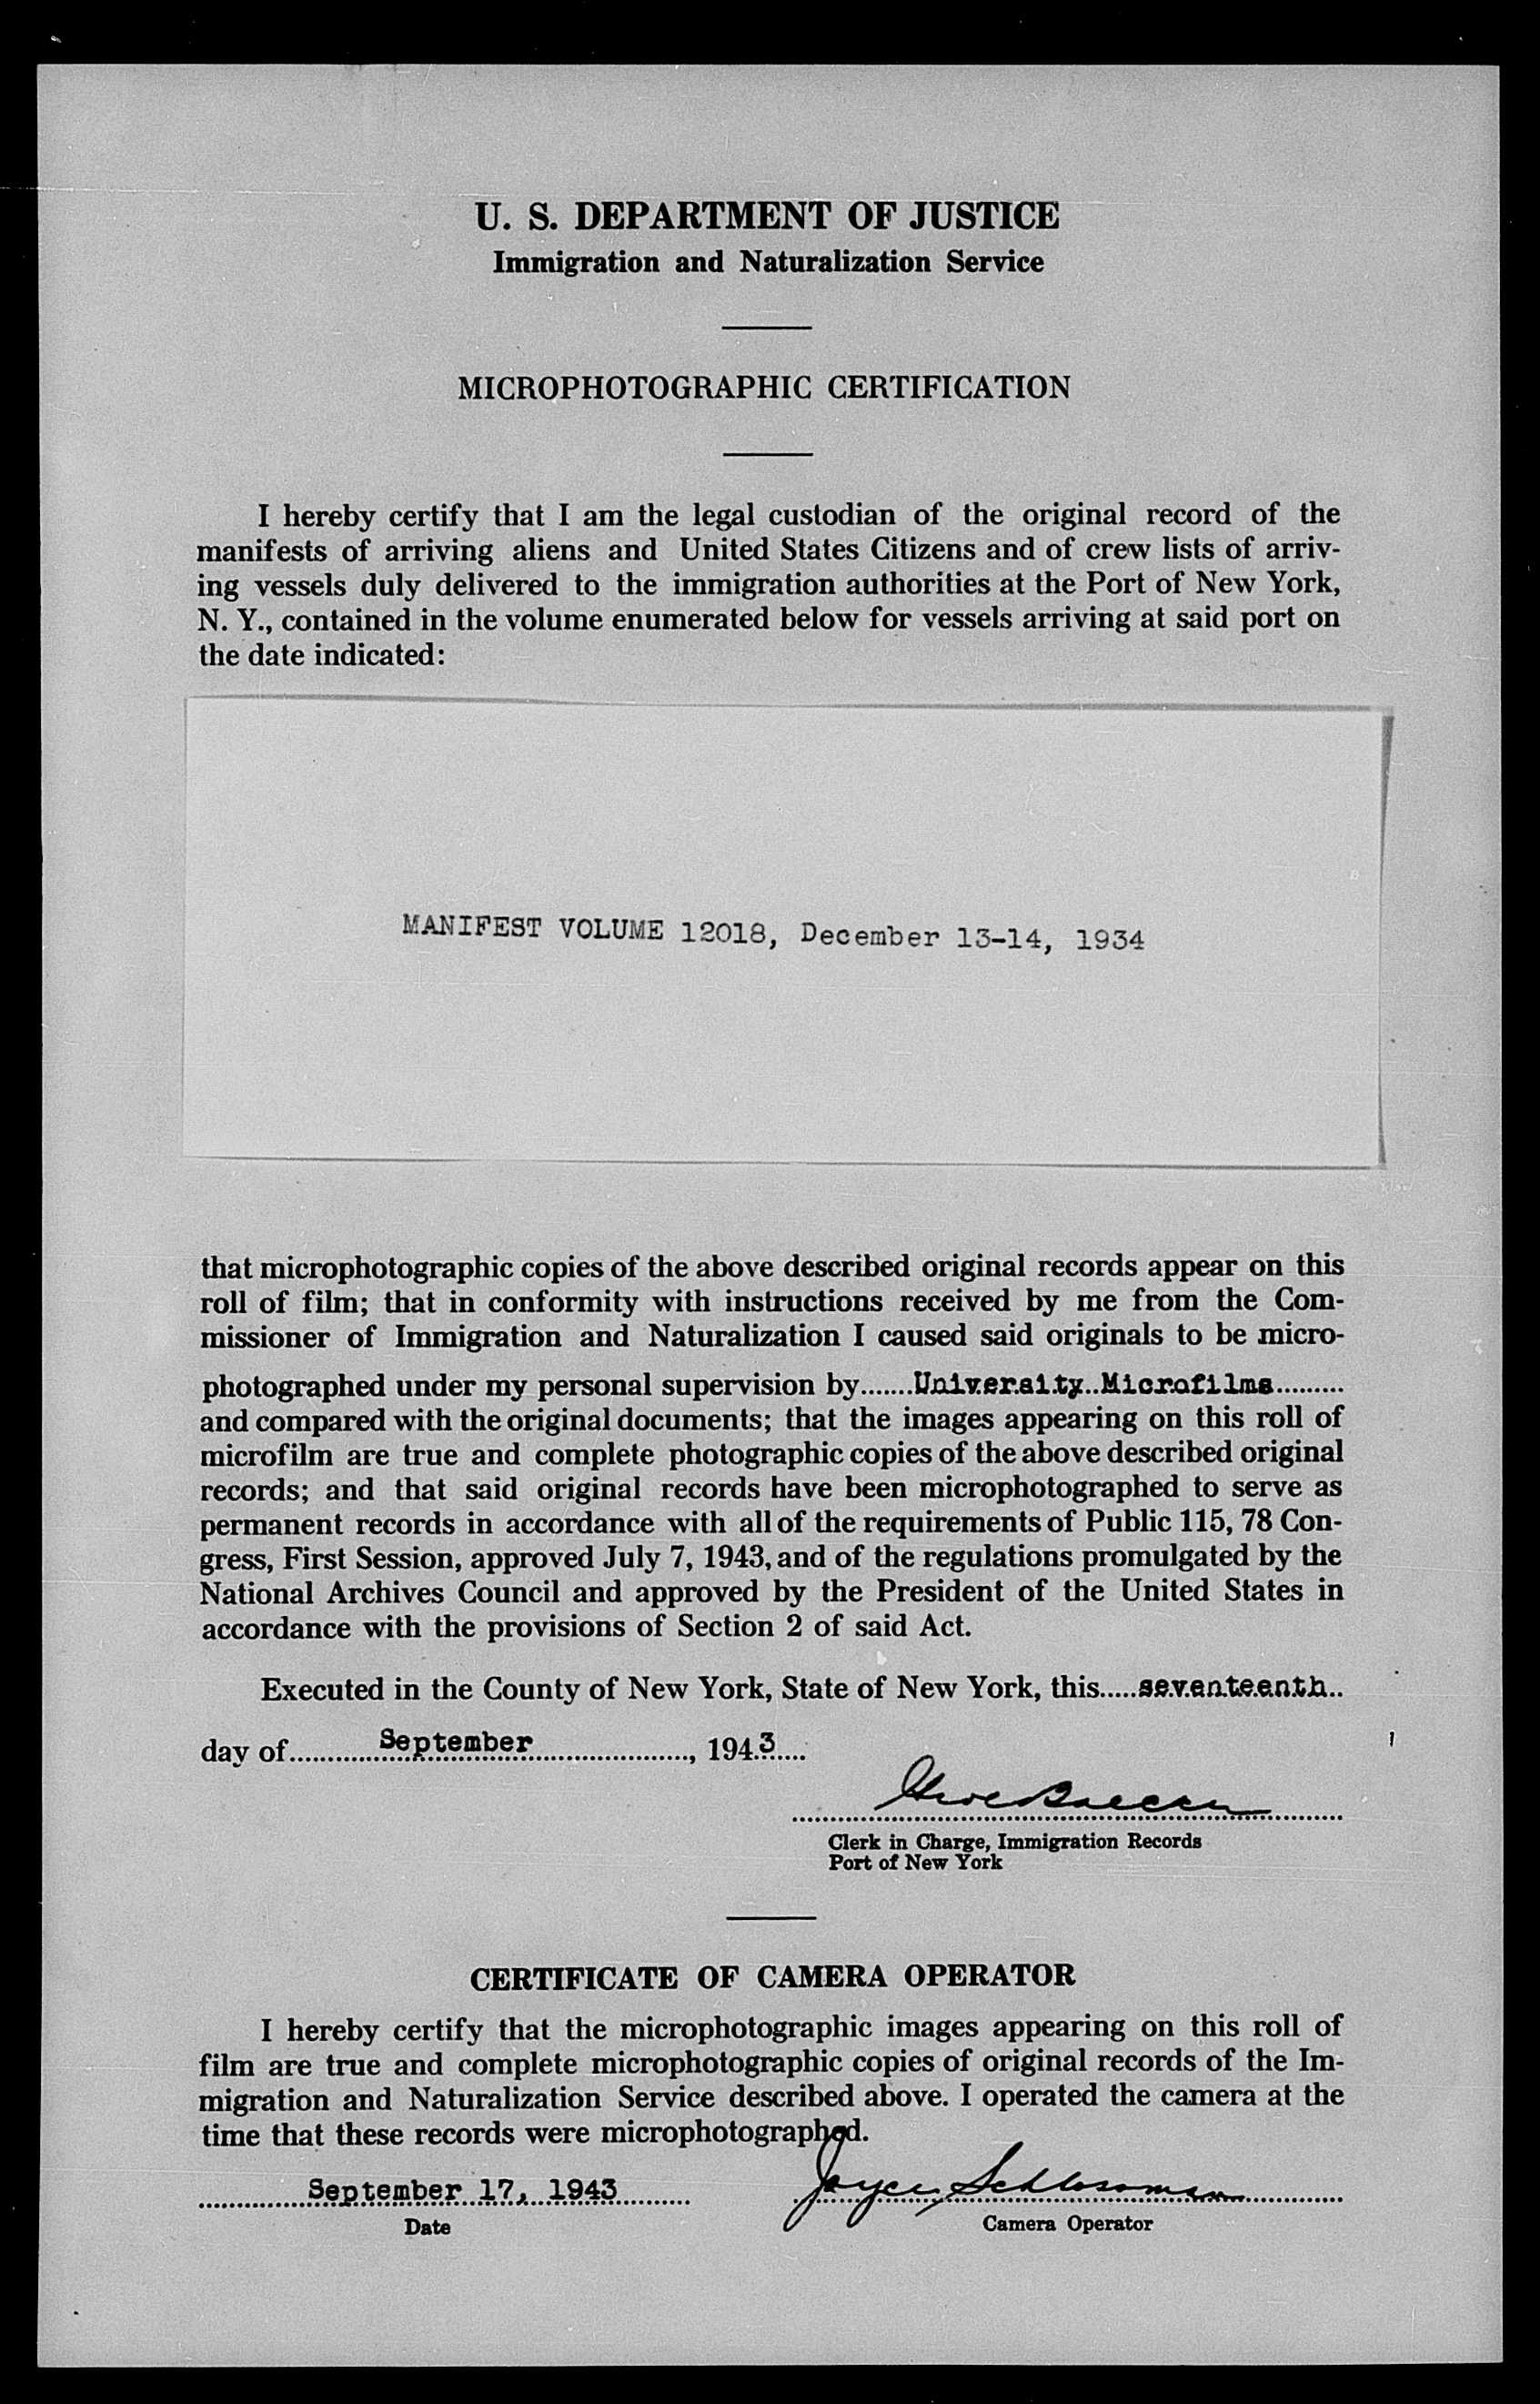 U. S. DEPARTMENT OF JUSTICE
Immigration and Naturalization Service
MICROPHOTOGRAPHIC CERTIFICATION
I hereby certify that I am the legal custodian of the original record of the
manifests of arriving aliens and United States Citizens and of crew lists of arriv-
ing vessels duly delivered to the immigration authorities at the Port of New York,
N. Y., contained in the volume enumerated below for vessels arriving at said port on
the date indicated:
MANIFEST VOLUME 12018, December 13-14, 1934
that microphotographic copies of the above described original records appear on this
roll of film; that in conformity with instructions received by me from the Com-
missioner of Immigration and Naturalization I caused said originals to be micro-
photographed under my personal supervision by University Microfilms
and compared with the original documents; that the images appearing on this roll of
microfilm are true and complete photographic copies of the above described original
records; and that said original records have been microphotographed to serve as
permanent records in accordance with all of the requirements of Public 115, 78 Con-
gress, First Session, approved July 7, 1943, and of the regulations promulgated by the
National Archives Council and approved by the President of the United States in
accordance with the provisions of Section 2 of said Act.
Executed in the County of New York, State of New York, this seventeenth
day of September, 1943
Clerk in Charge, Immigration Records
Port of New York
CERTIFICATE OF CAMERA OPERATOR
I hereby certify that the microphotographic images appearing on this roll of
film are true and complete microphotographic copies of original records of the Im-
migration and Naturalization Service described above. I operated the camera at the
time that these records were microphotographed.
September 17, 1943 Joyce
Date
Camera Operator